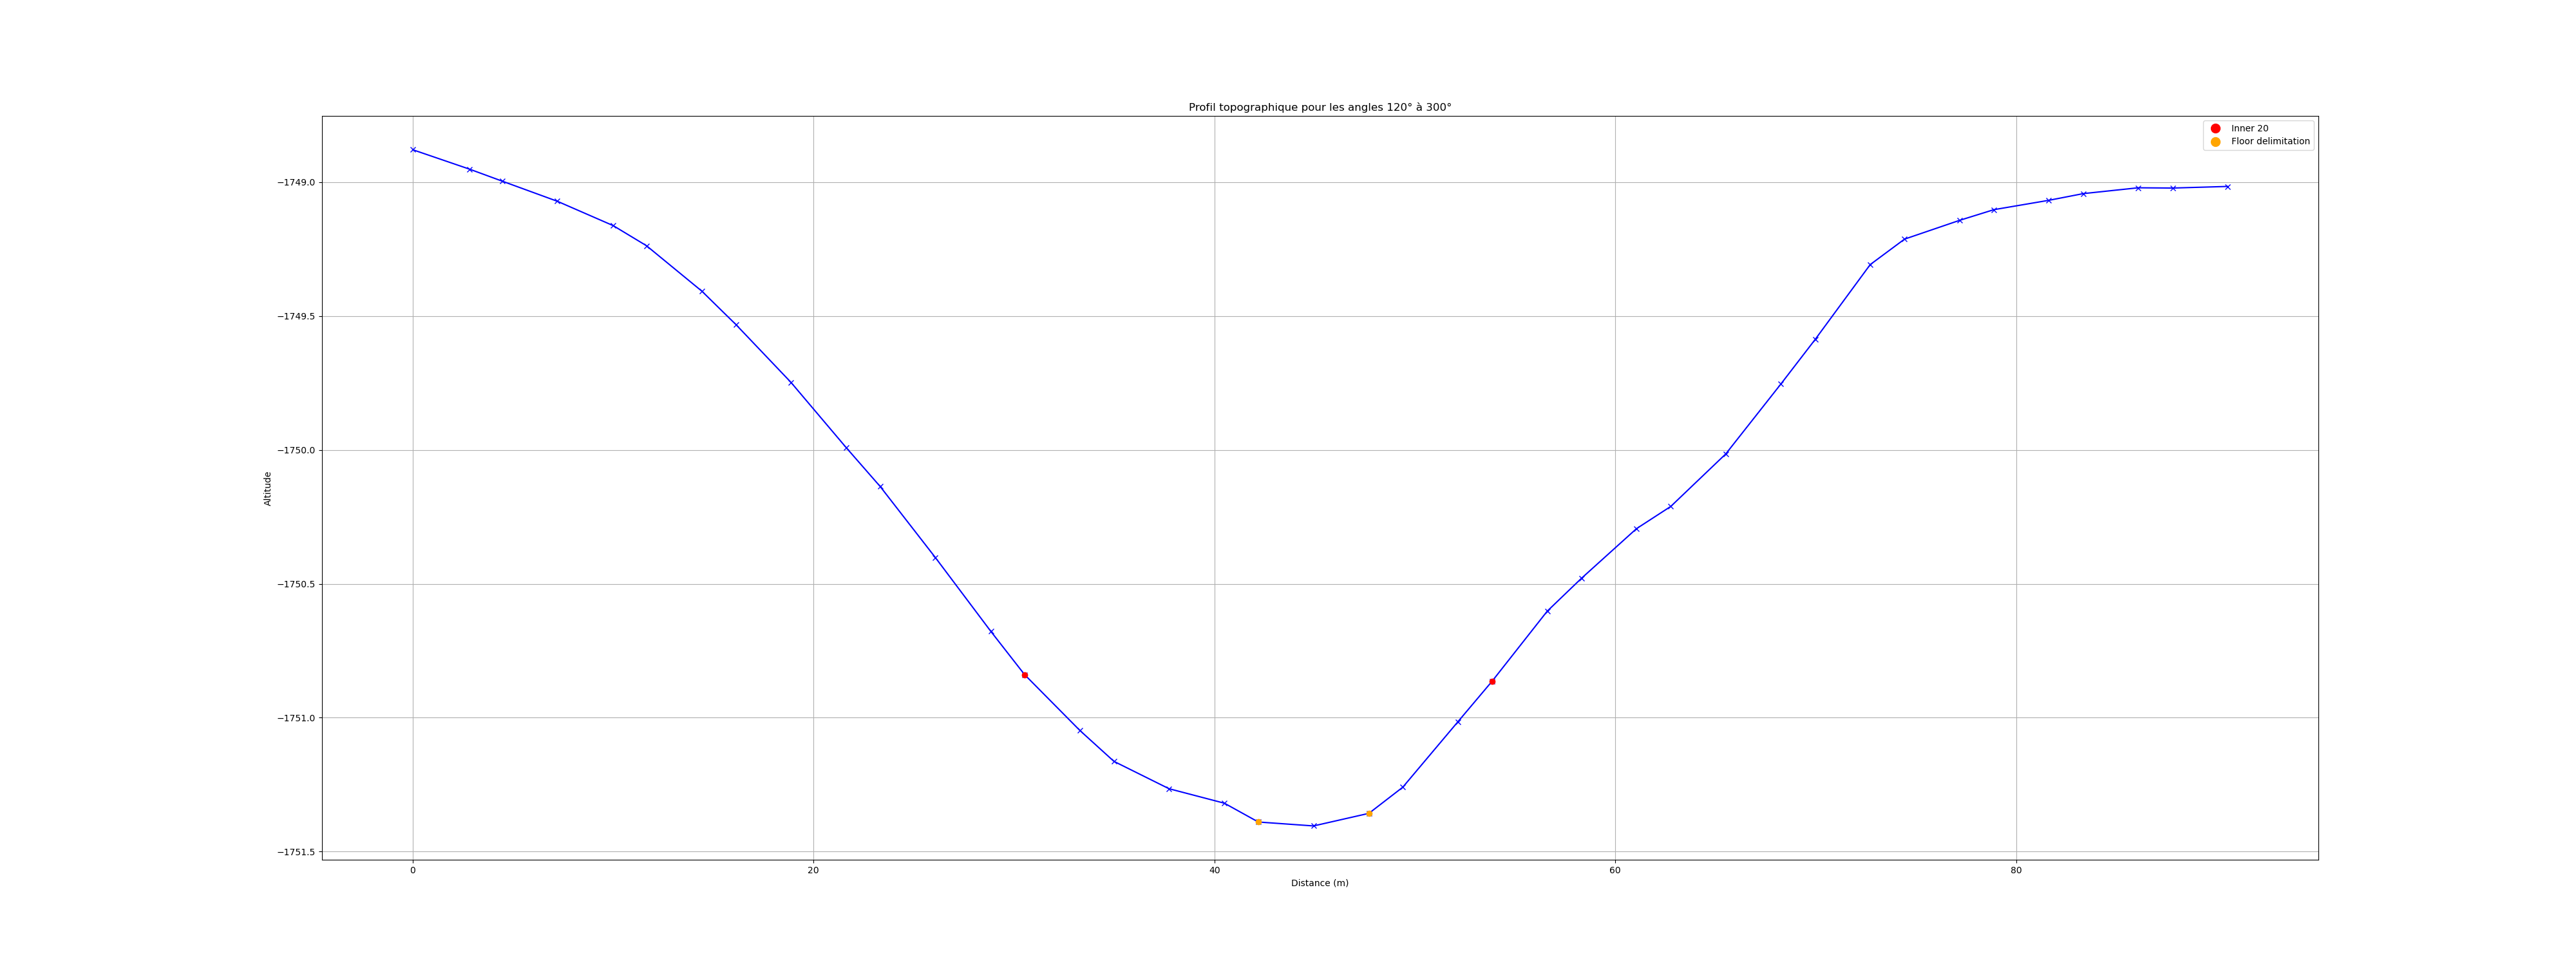 Profil topographique pour les angles 120° à 300°
Inner 20
Floor delimitation
−1749.0
−1749.5
−1750.0
−1750.5
−1751.0
−1751.5
Altitude
0 20 40 60 80
Distance (m)